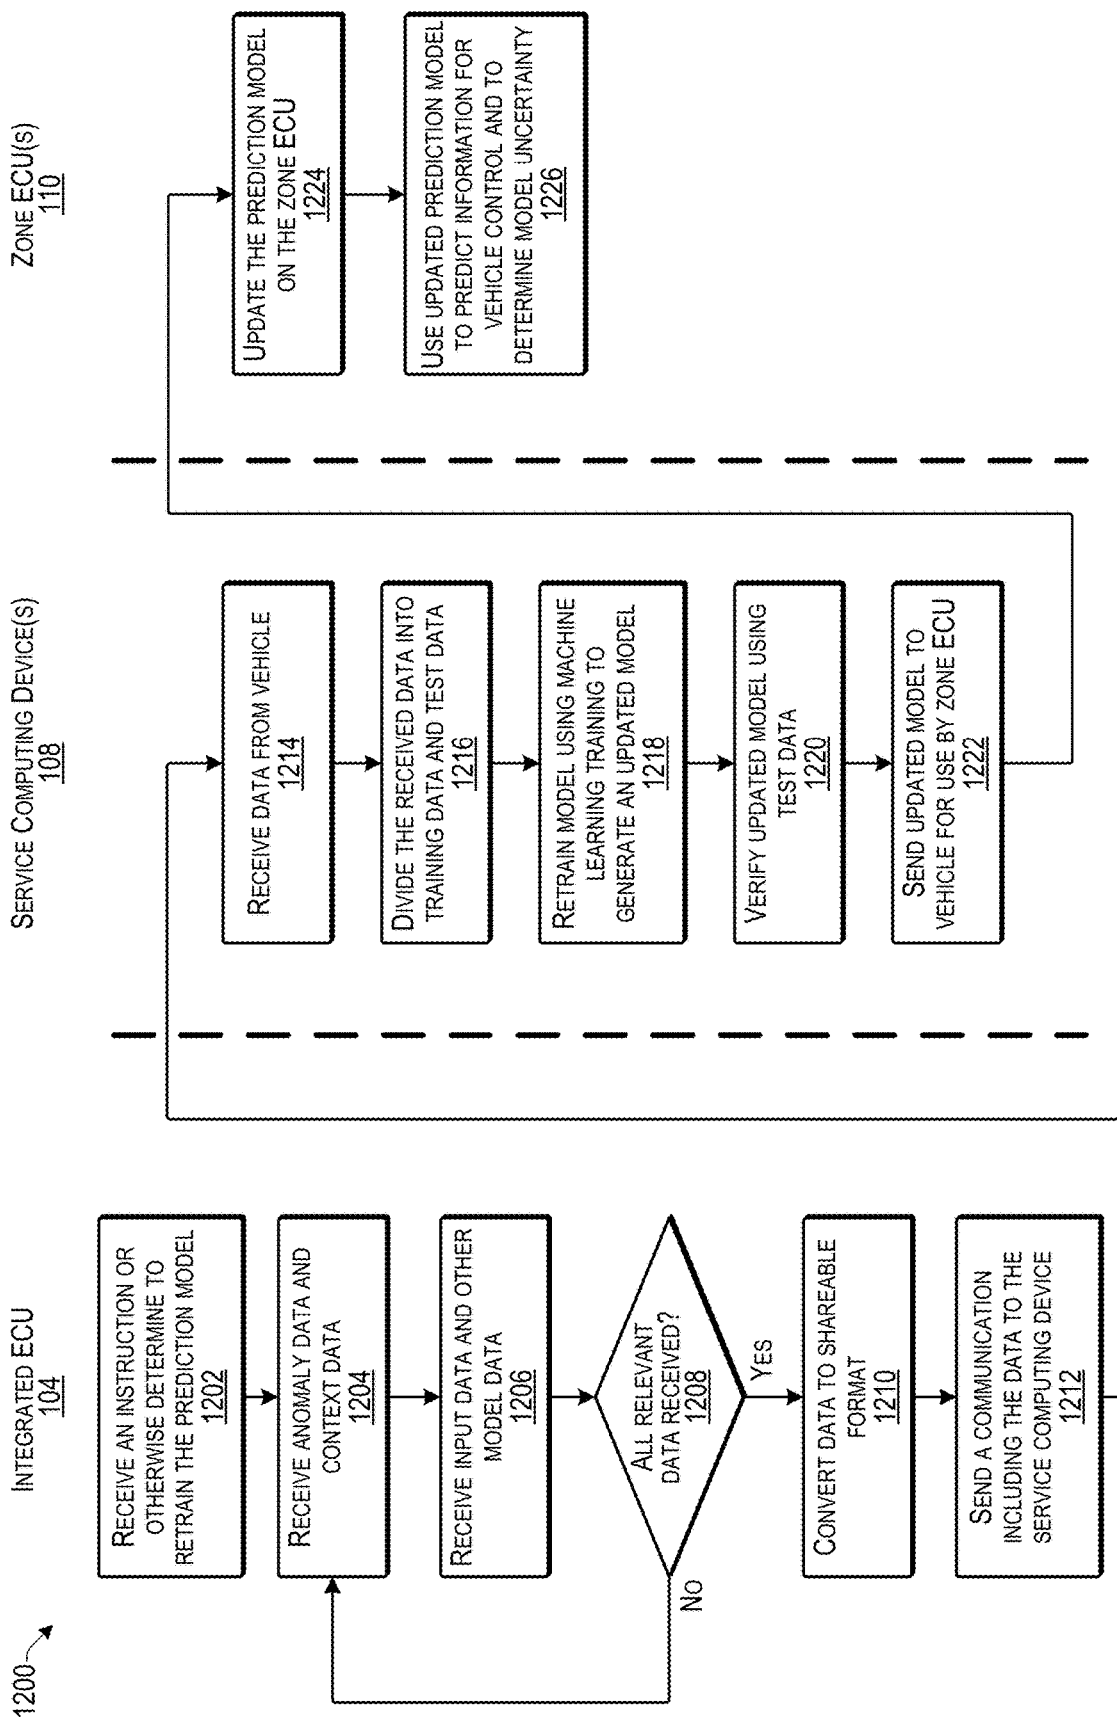 1200
INTEGRATED ECU
104
RECEIVE AN INSTRUCTION OR
OTHERWISE DETERMINE TO
RETRAIN THE PREDICTION MODEL
1202
RECEIVE ANOMALY DATA AND
CONTEXT DATA
1204
RECEIVE INPUT DATA AND OTHER
MODEL DATA
1206
ALL RELEVANT
DATA RECEIVED?
1208
NO
YES
CONVERT DATA TO SHAREABLE
FORMAT
1210
SEND A COMMUNICATION
INCLUDING THE DATA TO THE
SERVICE COMPUTING DEVICE
1212
SERVICE COMPUTING DEVICE(S)
108
RECEIVE DATA FROM VEHICLE
1214
DIVIDE THE RECEIVED DATA INTO
TRAINING DATA AND TEST DATA
1216
RETRAIN MODEL USING MACHINE
LEARNING TRAINING TO
GENERATE AN UPDATED MODEL
1218
VERIFY UPDATED MODEL USING
TEST DATA
1220
SEND UPDATED MODEL TO
VEHICLE FOR USE BY ZONE ECU
1222
ZONE ECU(S)
110
UPDATE THE PREDICTION MODEL
ON THE ZONE ECU
1224
USE UPDATED PREDICTION MODEL
TO PREDICT INFORMATION FOR
VEHICLE CONTROL AND TO
DETERMINE MODEL UNCERTAINTY
1226